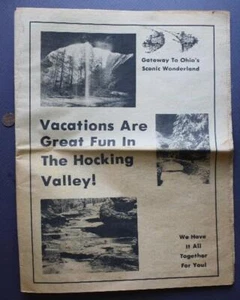 Gateway To Ohio's
Scenic Wonderland
Vacations Are
Great Fun In
The Hocking
Valley!
We Have
It All
Together
For You!